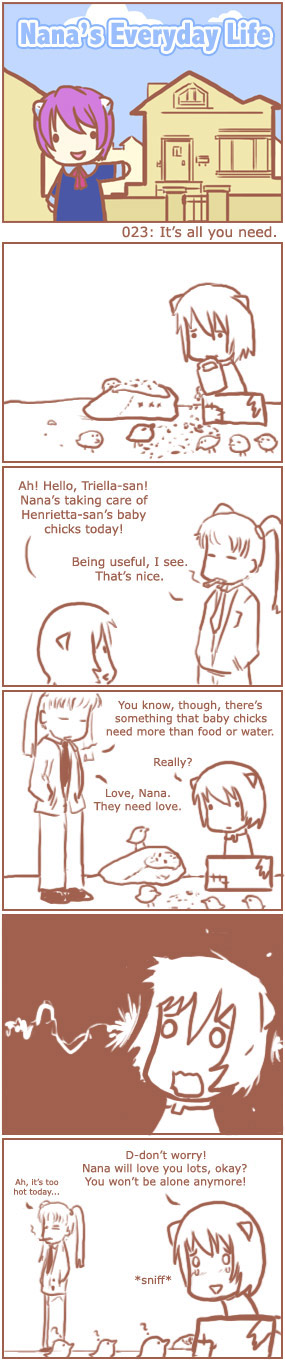 Nana's Everyday Life
023: It's all you need.
Ah! Hello, Triella-san!
Nana's taking care of
Henrietta-san's baby
chicks today!
Being useful, I see.
That's nice.
You know, though, there's
something that baby chicks
need more than food or water.
Really?
Love, Nana.
They need love.
D-don't worry!
Nana will love you lots, okay?
You won't be alone anymore!
Ah, it's too
hot today...
*sniff*
? ? ?